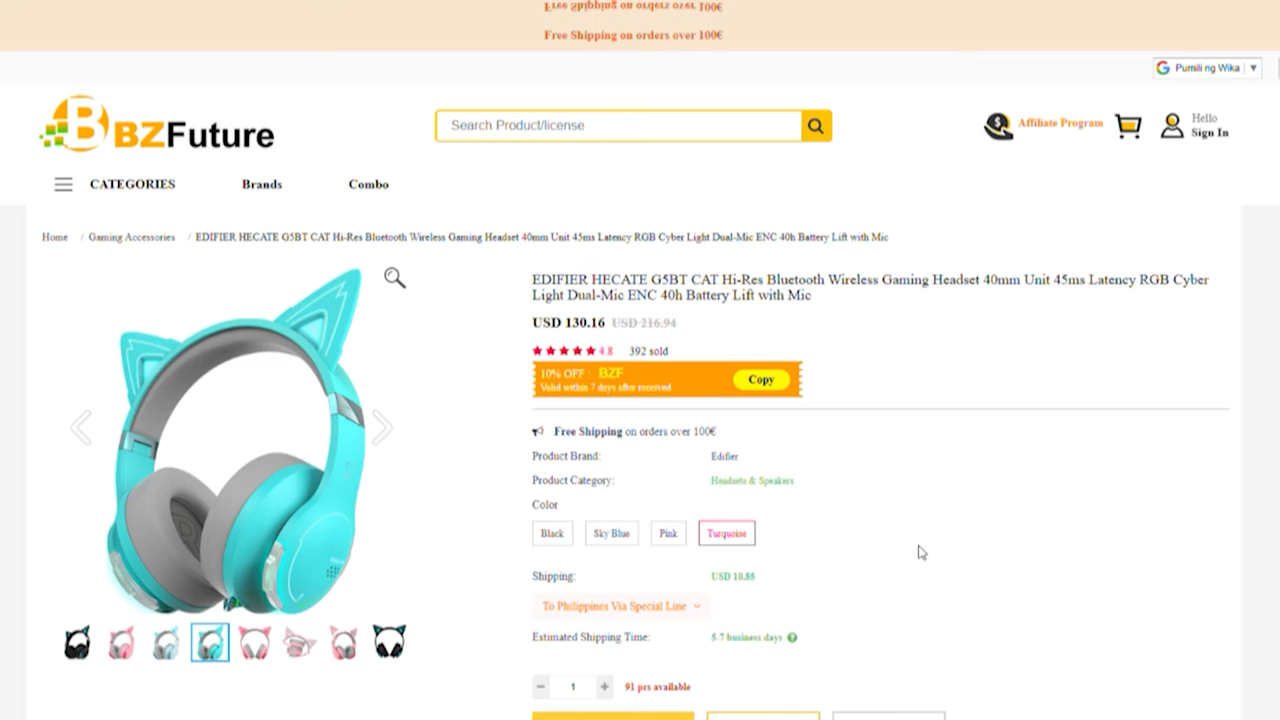 Free Shipping on orders over 100€
Free Shipping on orders over 100€
Pumili ng Wika ▼
BZFuture
Search Product/license
Affiliate Program
Hello
Sign In
CATEGORIES
Brands
Combo
Home / Gaming Accessories / EDIFIER HECATE G5BT CAT Hi-Res Bluetooth Wireless Gaming Headset 40mm Unit 45ms Latency RGB Cyber Light Dual-Mic ENC 40h Battery Lift with Mic
EDIFIER HECATE G5BT CAT Hi-Res Bluetooth Wireless Gaming Headset 40mm Unit 45ms Latency RGB Cyber
Light Dual-Mic ENC 40h Battery Lift with Mic
USD 130.16 USD 216.94
4.8 392 sold
10% OFF : BZF
Valid within 7 days after received
Copy
Free Shipping on orders over 100€
Product Brand: Edifier
Product Category: Headsets & Speakers
Color
Black Sky Blue Pink Turquoise
Shipping: USD 10.85
To Philippines Via Special Line
Estimated Shipping Time: 5-7 business days ?
− 1 + 91 pcs available